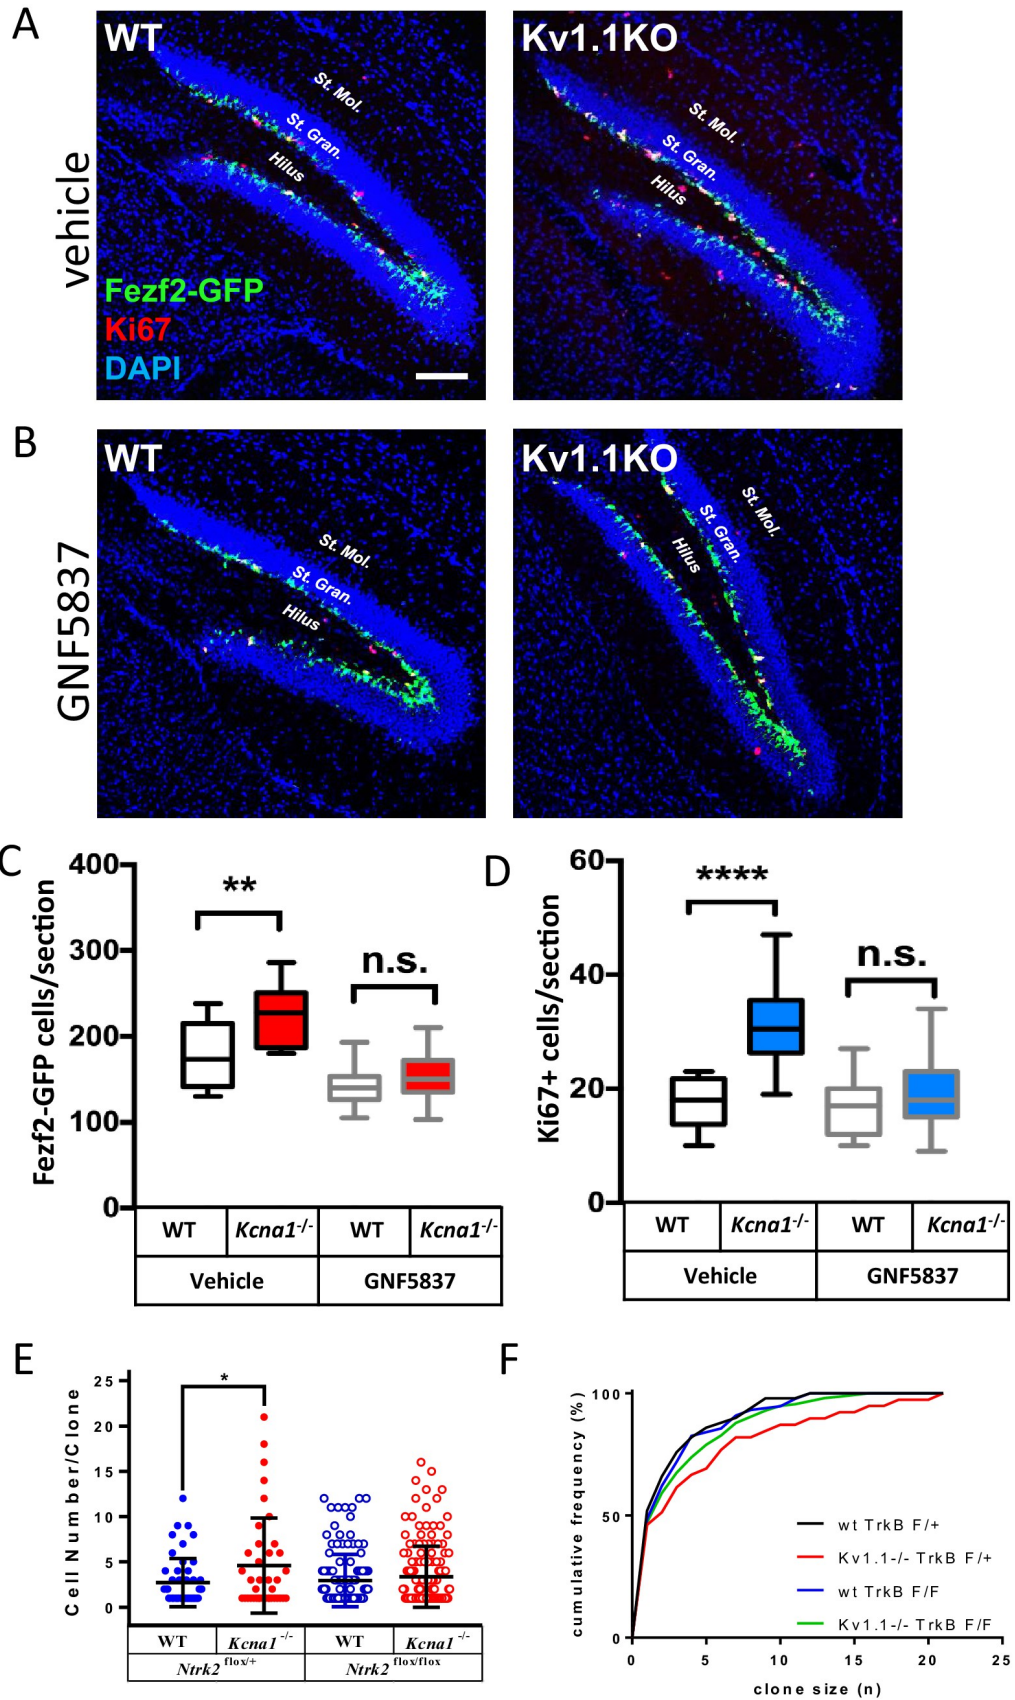 A
WT
Kv1.1KO
St. Mol.
St. Gran.
Hilus
St. Mol.
St. Gran.
Hilus
vehicle
Fezf2-GFP
Ki67
DAPI
B
WT
Kv1.1KO
St. Mol.
St. Gran.
Hilus
St. Mol.
St. Gran.
Hilus
GNF5837
C
Fezf2-GFP cells/section
400
300
200
100
0
**
n.s.
WT Kcna1-/- WT Kcna1-/-
Vehicle GNF5837
D
Ki67+ cells/section
60
40
20
0
****
n.s.
WT Kcna1-/- WT Kcna1-/-
Vehicle GNF5837
E
Cell Number/Clone
25
20
15
10
5
0
*
WT Kcna1-/- WT Kcna1-/-
Ntrk2flox/+ Ntrk2flox/flox
F
cumulative frequency (%)
100
50
0
wt TrkB F/+
Kv1.1-/- TrkB F/+
wt TrkB F/F
Kv1.1-/- TrkB F/F
0 5 10 15 20 25
clone size (n)